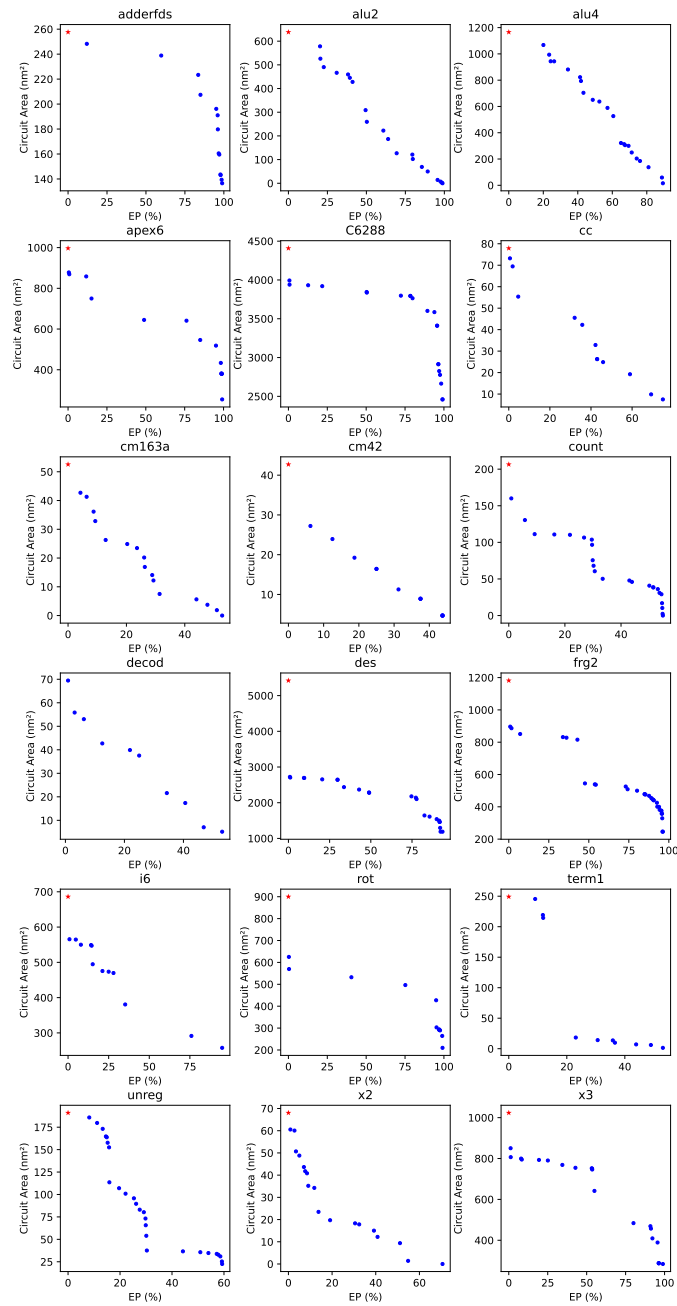 adderfds alu2 alu4
260 240 220 200 180 160 140
Circuit Area (nm²)
0 20 40 60 80 100
EP (%)
600 500 400 300 200 100 0
Circuit Area (nm²)
0 25 50 75 100
EP (%)
1200 1000 800 600 400 200 0
Circuit Area (nm²)
0 20 40 60 80
EP (%)
apex6 C6288 cc
1000 800 600 400
Circuit Area (nm²)
0 25 50 75 100
EP (%)
4500 4000 3500 3000 2500
Circuit Area (nm²)
0 25 50 75 100
EP (%)
80 70 60 50 40 30 20 10
Circuit Area (nm²)
0 20 40 60
EP (%)
cm163a cm42 count
50 40 30 20 10 0
Circuit Area (nm²)
0 20 40 60
EP (%)
40 30 20 10
Circuit Area (nm²)
0 10 20 30 40
EP (%)
200 150 100 50 0
Circuit Area (nm²)
0 20 40
EP (%)
decod des frg2
70 60 50 40 30 20 10
Circuit Area (nm²)
0 20 40
EP (%)
5000 4000 3000 2000 1000
Circuit Area (nm²)
0 25 50 75
EP (%)
1200 1000 800 600 400 200
Circuit Area (nm²)
0 25 50 75 100
EP (%)
i6 rot term1
700 600 500 400 300
Circuit Area (nm²)
0 25 50 75
EP (%)
900 800 700 600 500 400 300 200
Circuit Area (nm²)
0 25 50 75 100
EP (%)
250 200 150 100 50 0
Circuit Area (nm²)
0 20 40
EP (%)
unreg x2 x3
175 150 125 100 75 50 25
Circuit Area (nm²)
0 20 40 60
EP (%)
70 60 50 40 30 20 10 0
Circuit Area (nm²)
0 20 40 60
EP (%)
1000 800 600 400
Circuit Area (nm²)
0 50 100
EP (%)